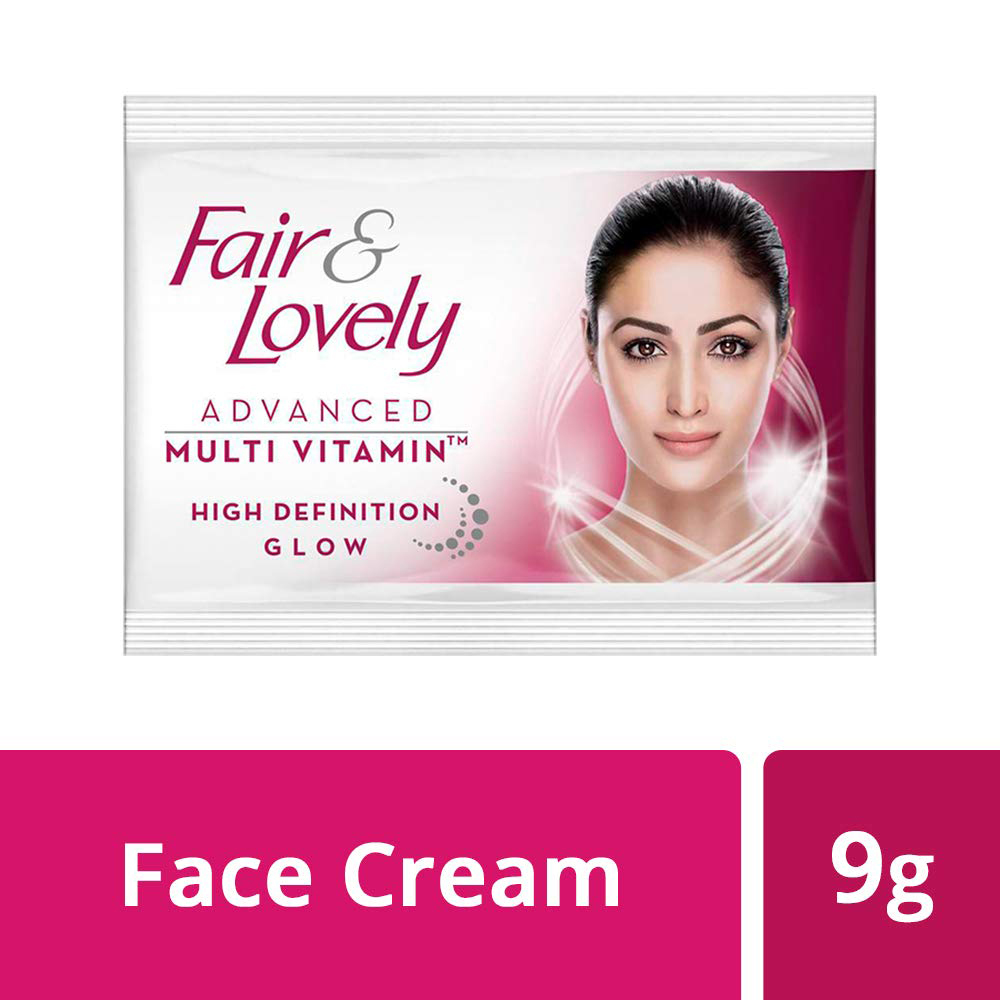 Fair &
Lovely
ADVANCED
MULTI VITAMIN™
HIGH DEFINITION
GLOW
Face Cream
9g